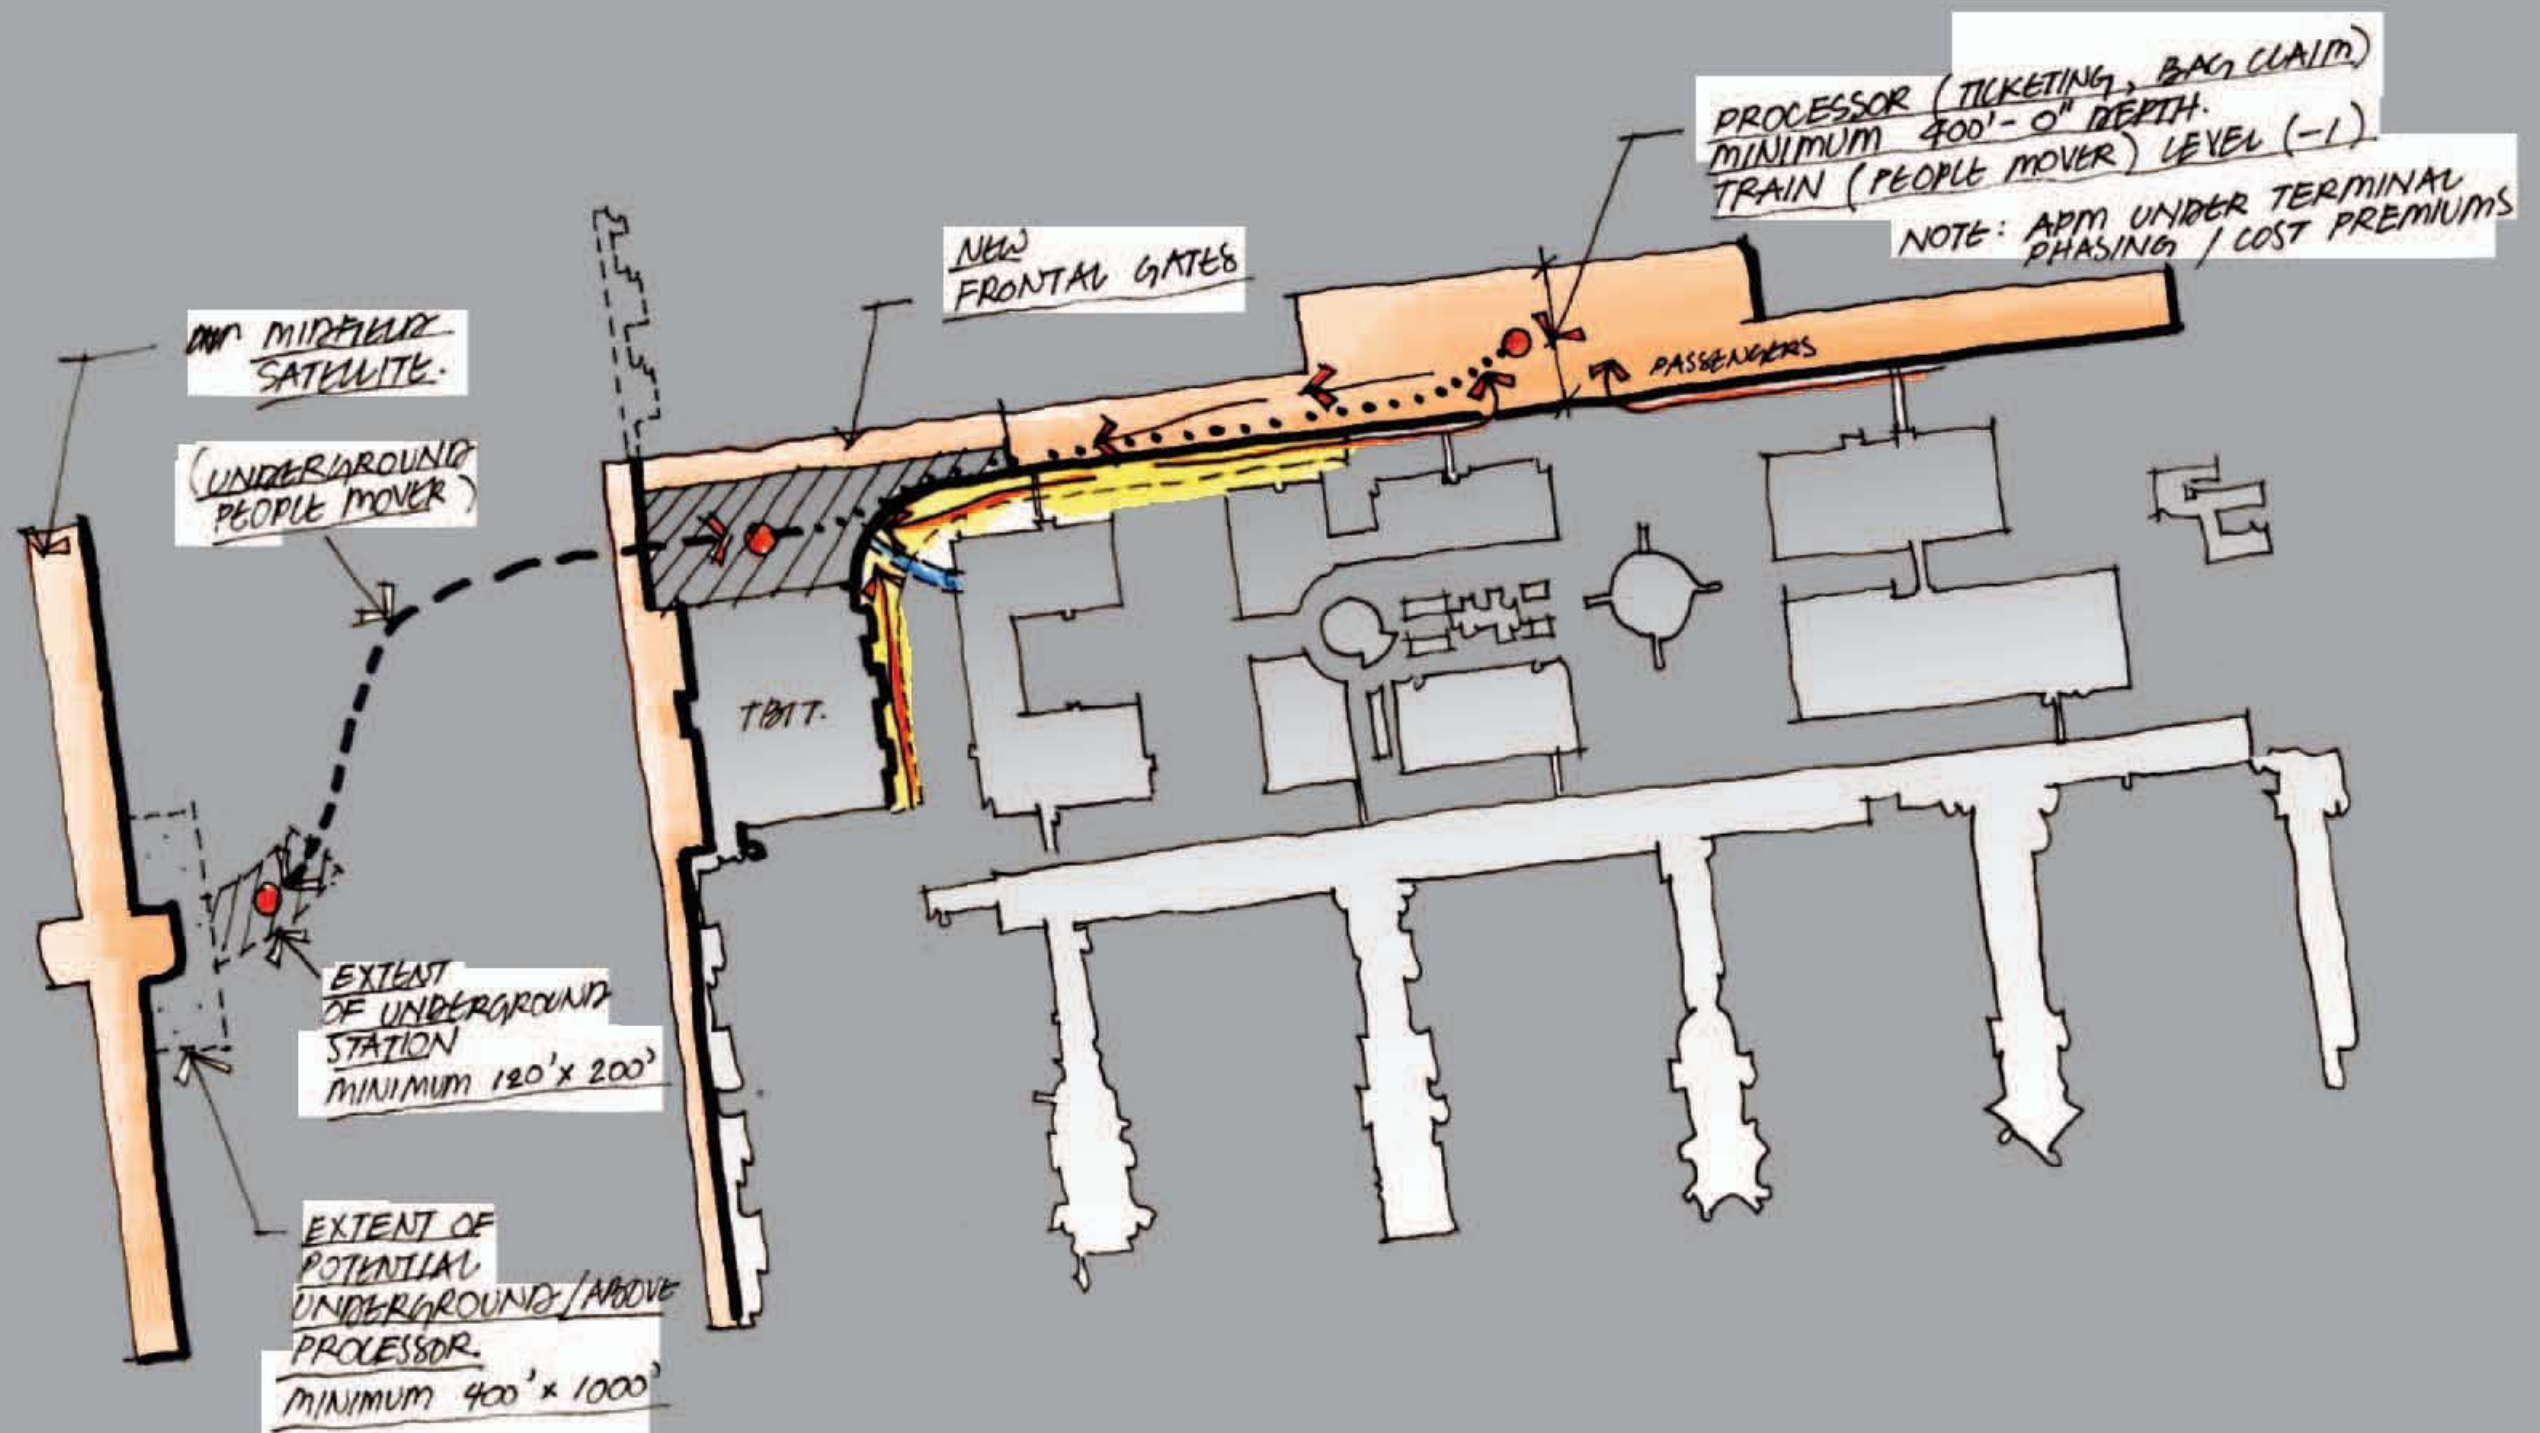 PROCESSOR (TICKETING, BAG CLAIM)
MINIMUM 400'-0" DEPTH.
TRAIN (PEOPLE MOVER) LEVEL (-1)
NOTE: APM UNDER TERMINAL
PHASING / COST PREMIUMS
NEW
FRONTAL GATES
MIDFIELD
SATELLITE.
(UNDERGROUND
PEOPLE MOVER)
PASSENGERS
EXTENT
OF UNDERGROUND
STATION
MINIMUM 120' x 200'
EXTENT OF
POTENTIAL
UNDERGROUND/ABOVE
PROCESSOR.
MINIMUM 400' x 1000'